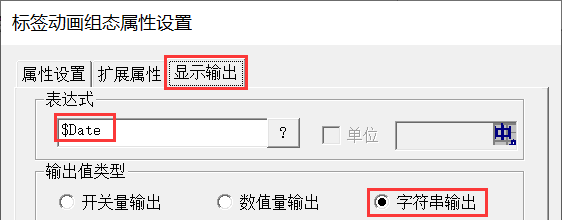 标签动画组态属性设置
属性设置 扩展属性 显示输出
表达式
$Date ? 单位 中
输出值类型
开关量输出 数值量输出 字符串输出